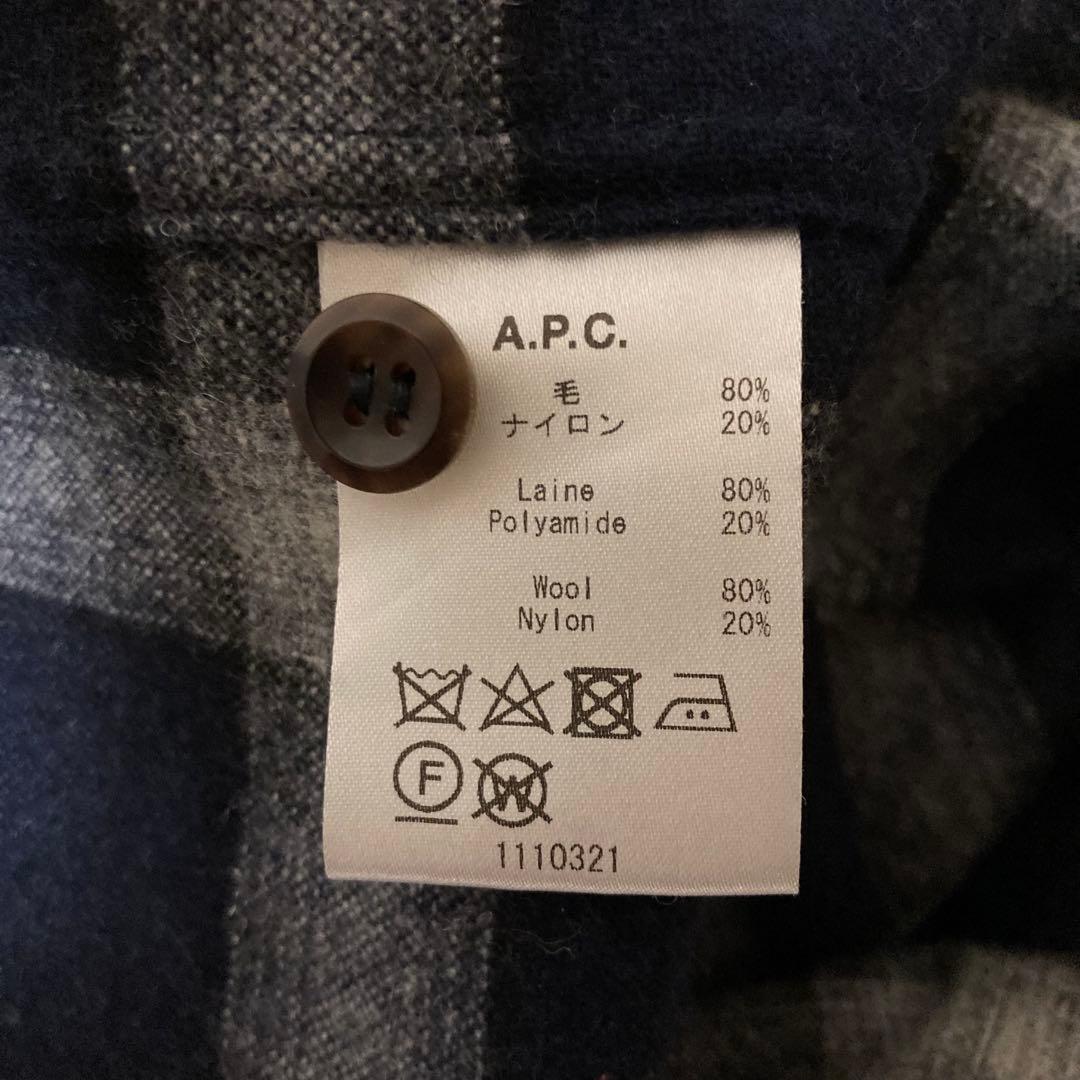 A.P.C.
毛 80%
ナイロン 20%
Laine 80%
Polyamide 20%
Wool 80%
Nylon 20%
F W
1110321